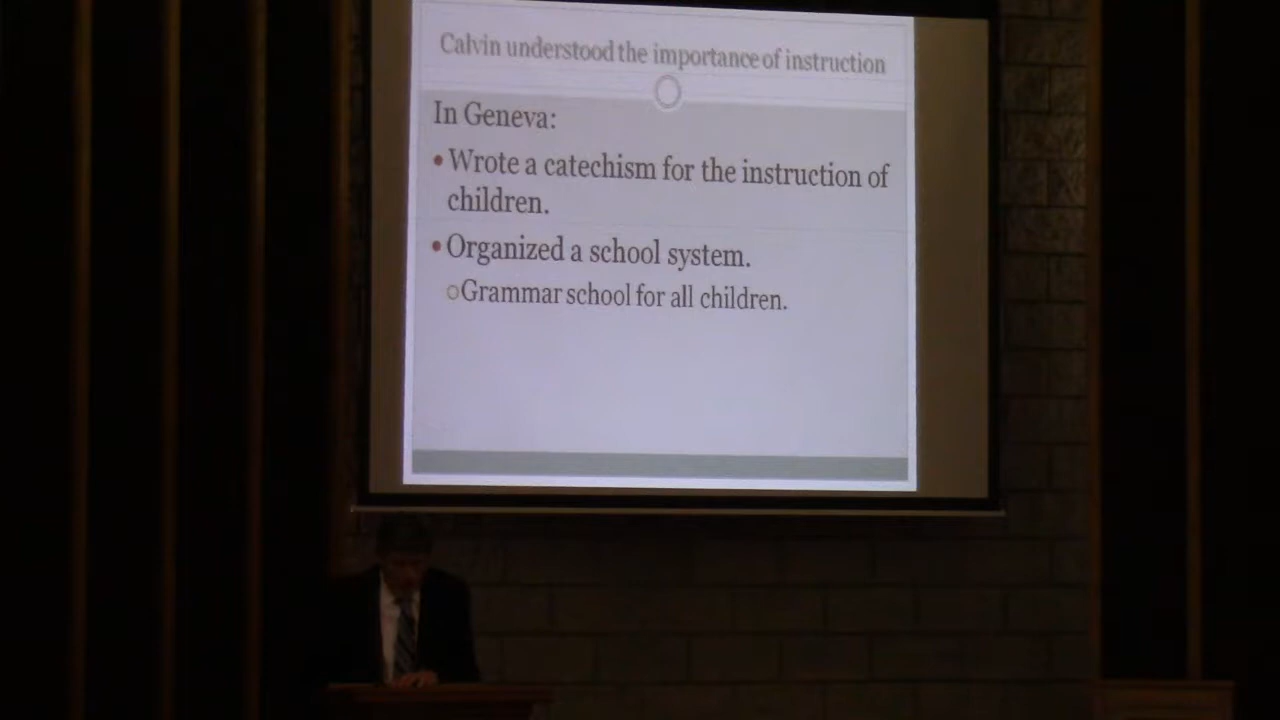 Calvin understood the importance of instruction
In Geneva:
• Wrote a catechism for the instruction of
children.
• Organized a school system.
○ Grammar school for all children.